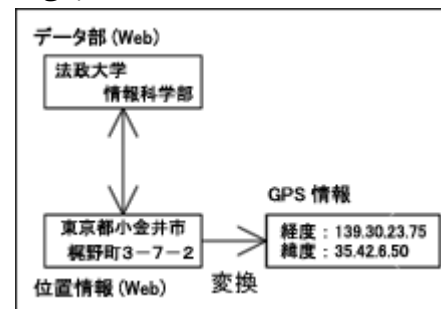 データ部(Web)
法政大学
情報科学部
東京都小金井市
梶野町3-7-2
位置情報(Web)
変換
GPS 情報
経度:139.30.23.75
緯度:35.42.6.50